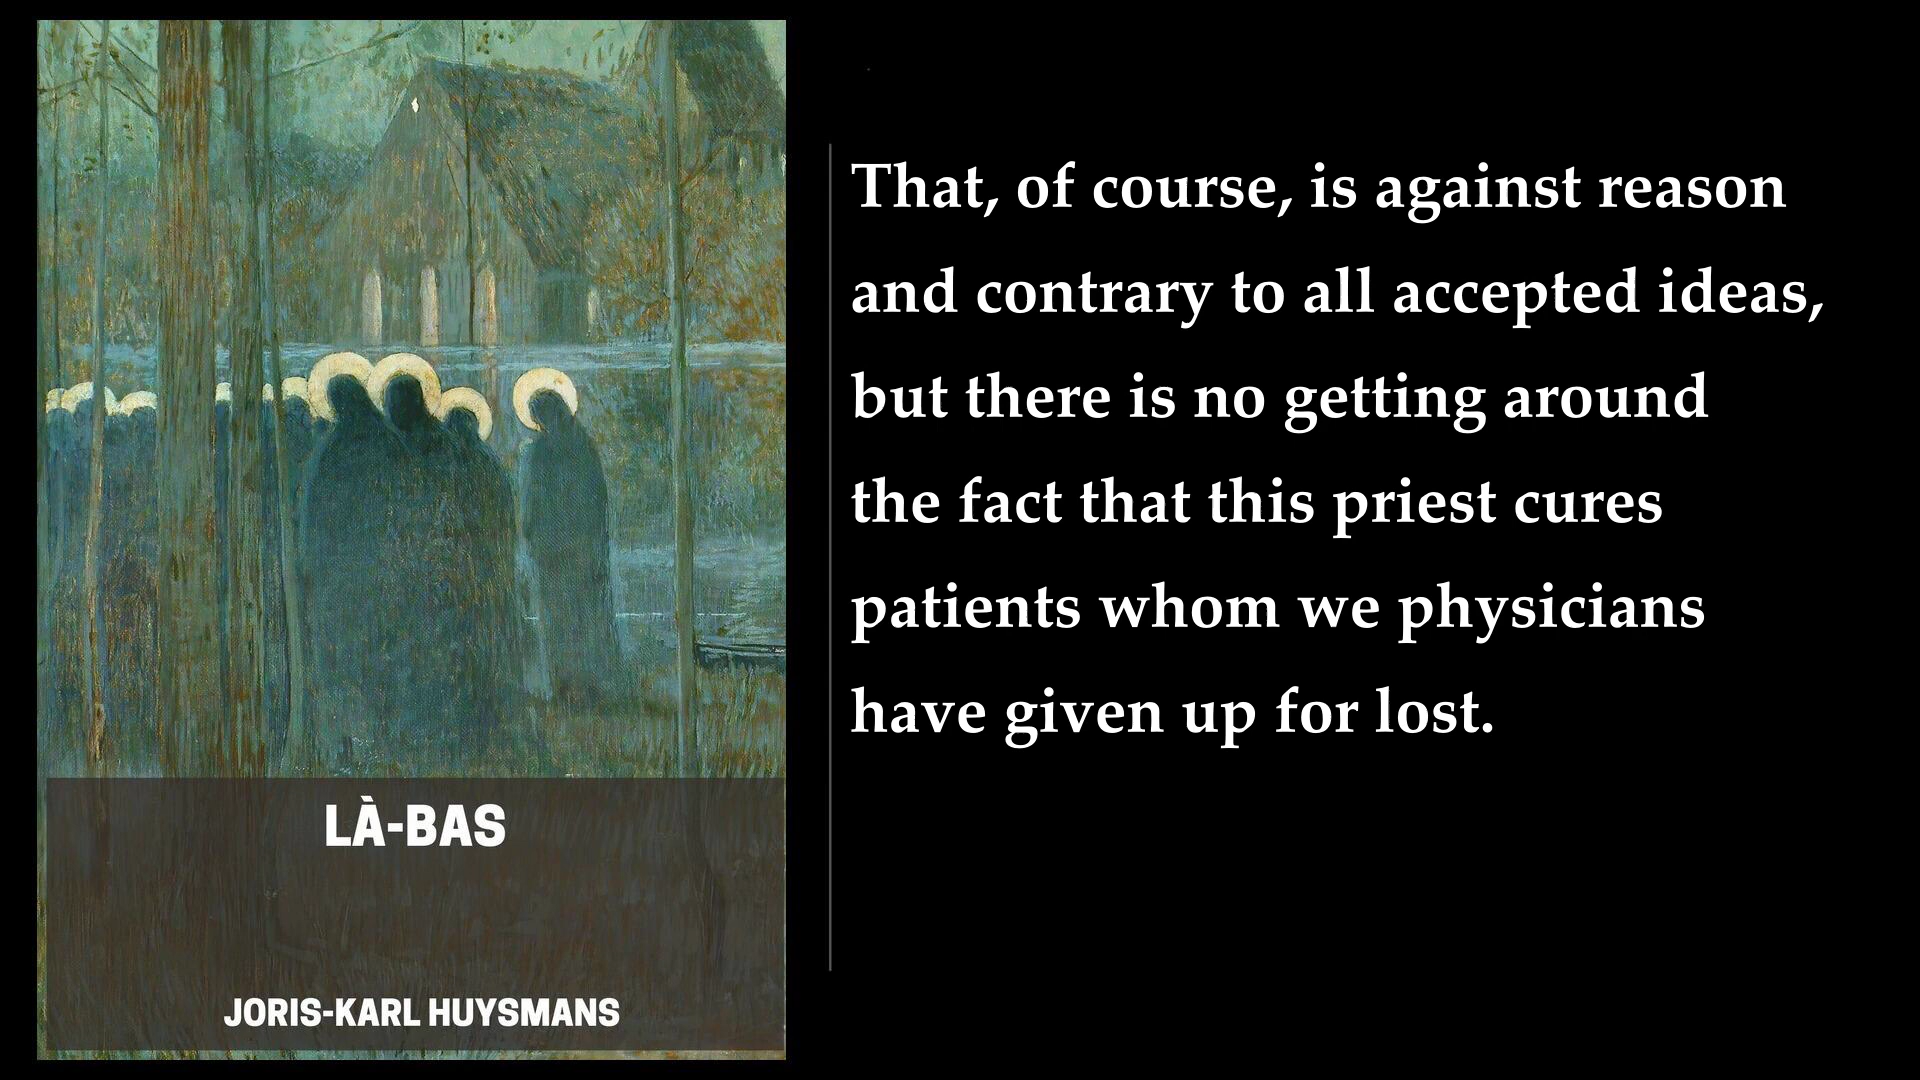 LÀ-BAS
JORIS-KARL HUYSMANS
That, of course, is against reason
and contrary to all accepted ideas,
but there is no getting around
the fact that this priest cures
patients whom we physicians
have given up for lost.